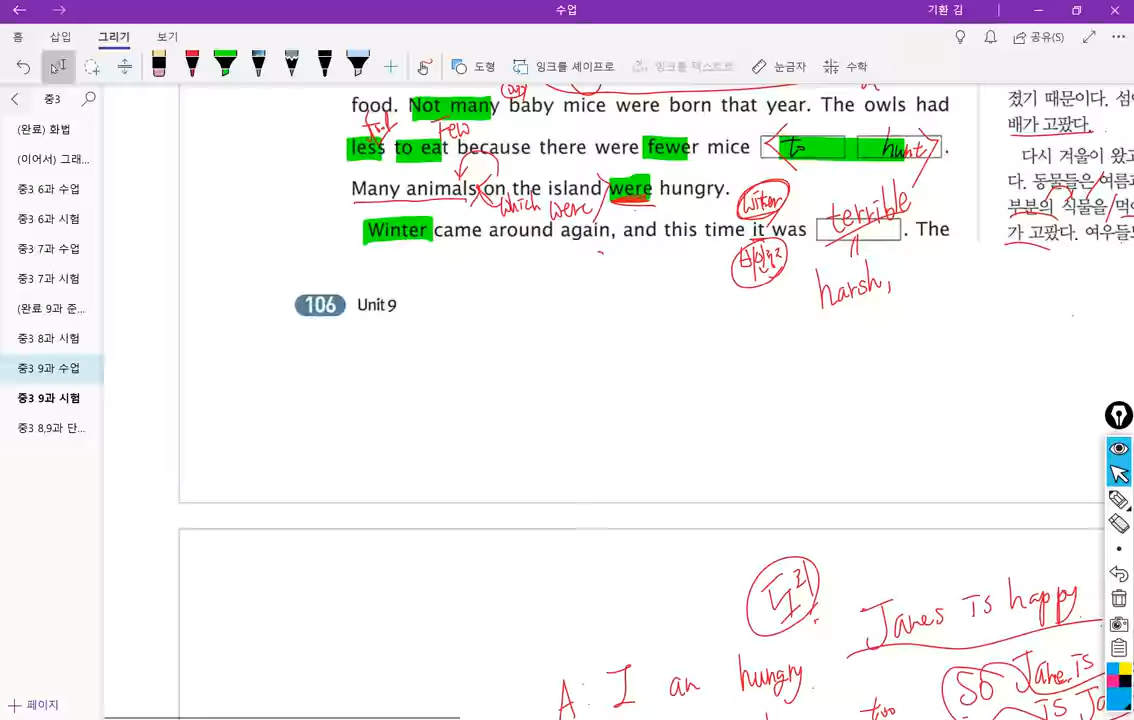 수업
기환 김
홈 삽입 그리기 보기
공유(S)
도형 잉크를 셰이프로 잉크를 텍스트로 눈금자 수학
중3
(완료) 화법
(이어서) 그래...
중3 6과 수업
중3 6과 시험
중3 7과 수업
중3 7과 시험
(완료 9과 준...
중3 8과 시험
중3 9과 수업
중3 9과 시험
중3 8,9과 단...
페이지
food. Not many baby mice were born that year. The owls had
food Few
less to eat because there were fewer mice to hunt.
Many animals on the island were hungry.
which were
terrible
Winter came around again, and this time it was . The
harsh,
106 Unit 9
졌기 때문이다. 섬이
배가 고팠다.
다시 겨울이 왔고
다. 동물들은 여름과
부분의 식물을 먹
가 고팠다. 여우들
도치
James Is happy
A: I am hungry
So Jane is
too